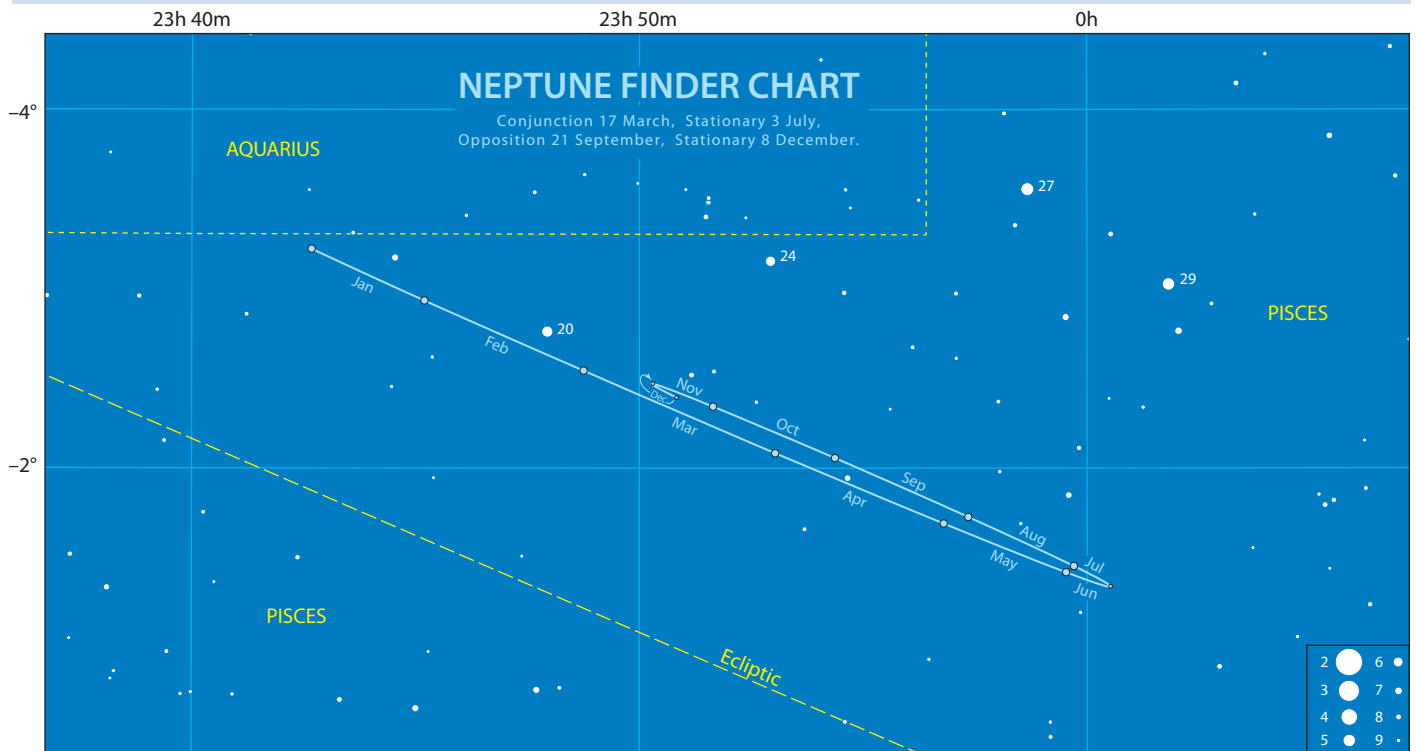 23h 40m 23h 50m 0h
NEPTUNE FINDER CHART
−4°
Conjunction 17 March, Stationary 3 July,
Opposition 21 September, Stationary 8 December.
AQUARIUS
27
24
29
Jan
PISCES
20
Feb
Nov
Dec
Mar
Oct
−2°
Sep
Apr
Aug
May
Jul
Jun
PISCES
Ecliptic
2 6
3 7
4 8
5 9